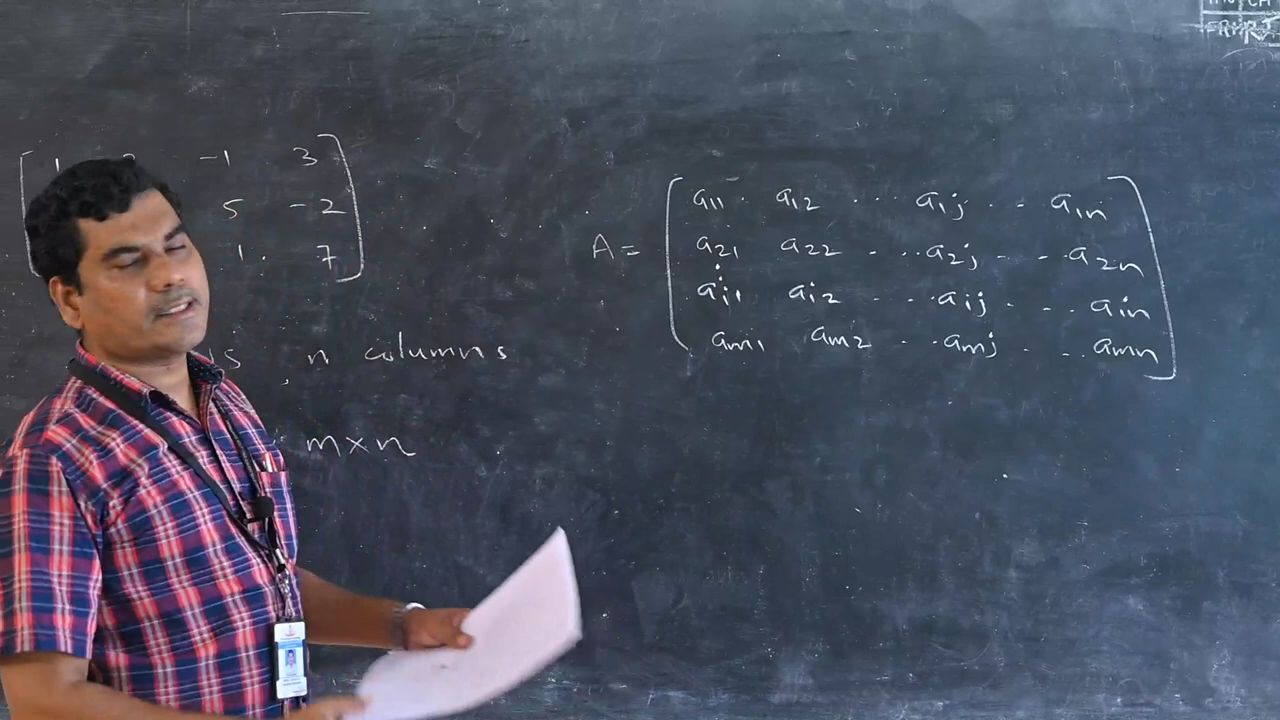 -1 3
5 -2
1. 7
n columns
m×n
A = a11 a12 ... a1j .. a1n
a21 a22 ... a2j .. a2n
ai1 ai2 ... aij ... ain
am1 am2 .. amj ... amn